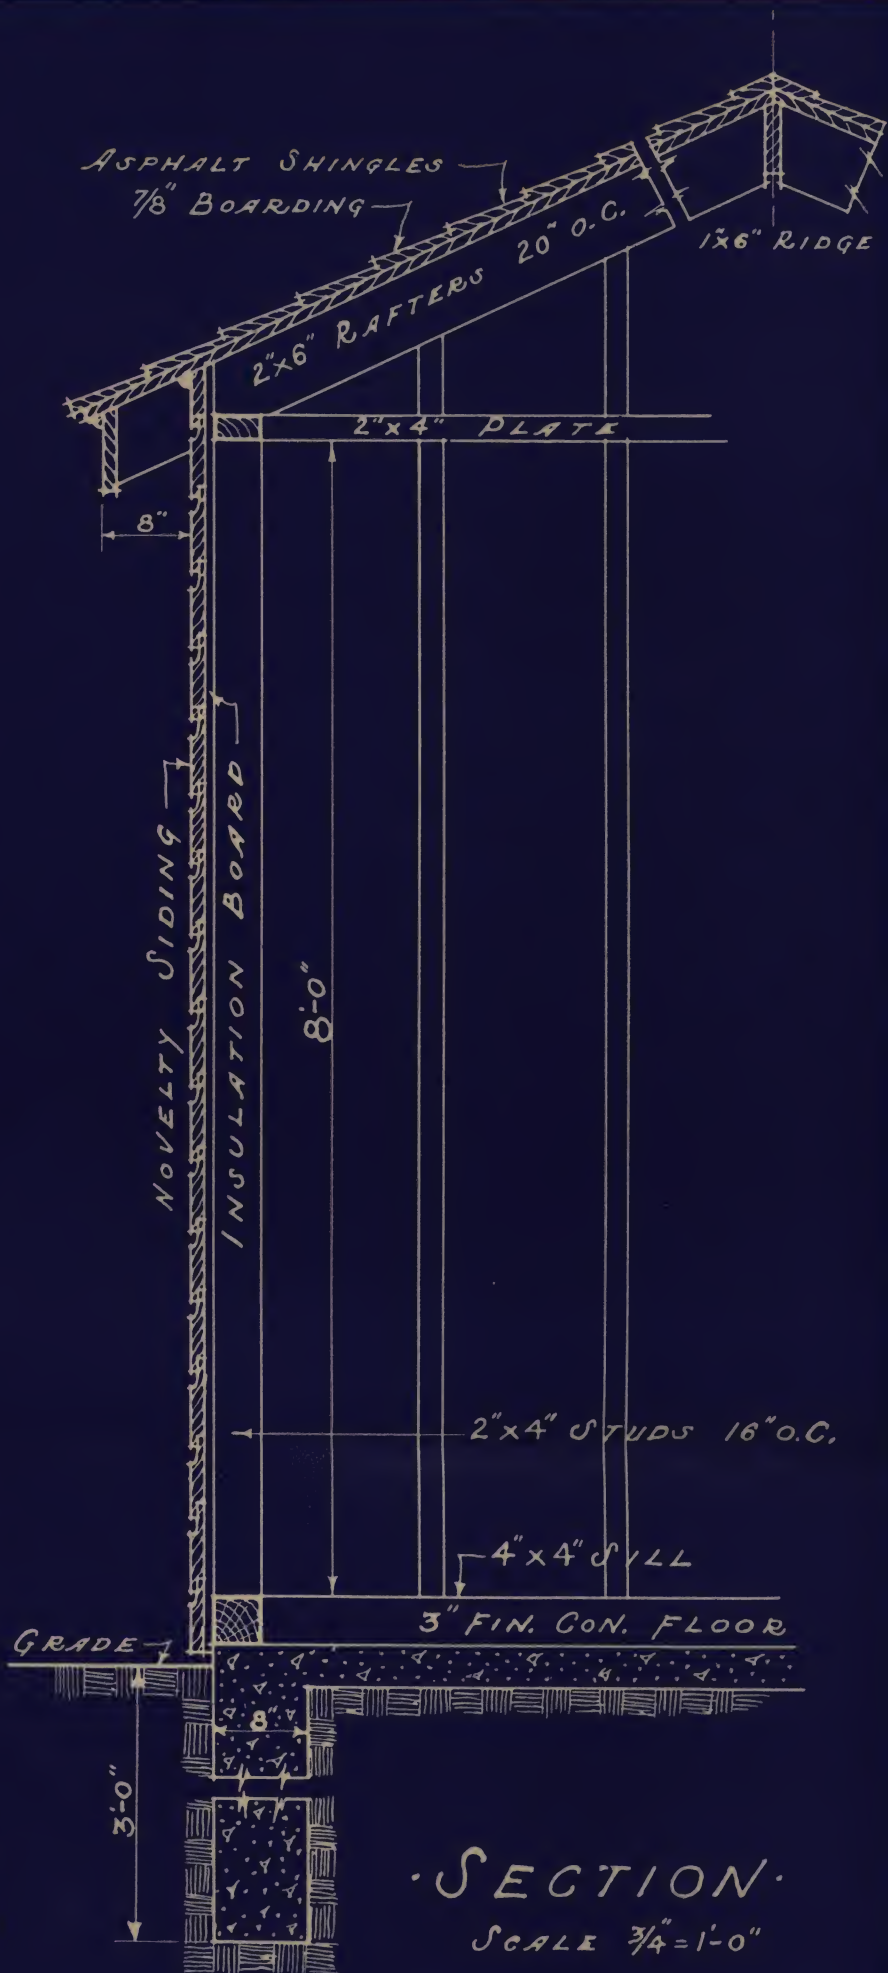 ASPHALT SHINGLES
7/8" BOARDING
2"x6" RAFTERS 20" O.C.
1"x6" RIDGE
2"x4" PLATE
8"
NOVELTY SIDING
INSULATION BOARD
8'-0"
2"x4" STUDS 16" O.C.
4"x4" SILL
3" FIN. CON. FLOOR
GRADE
8"
3'-0"
·SECTION·
SCALE 3/4"=1'-0"